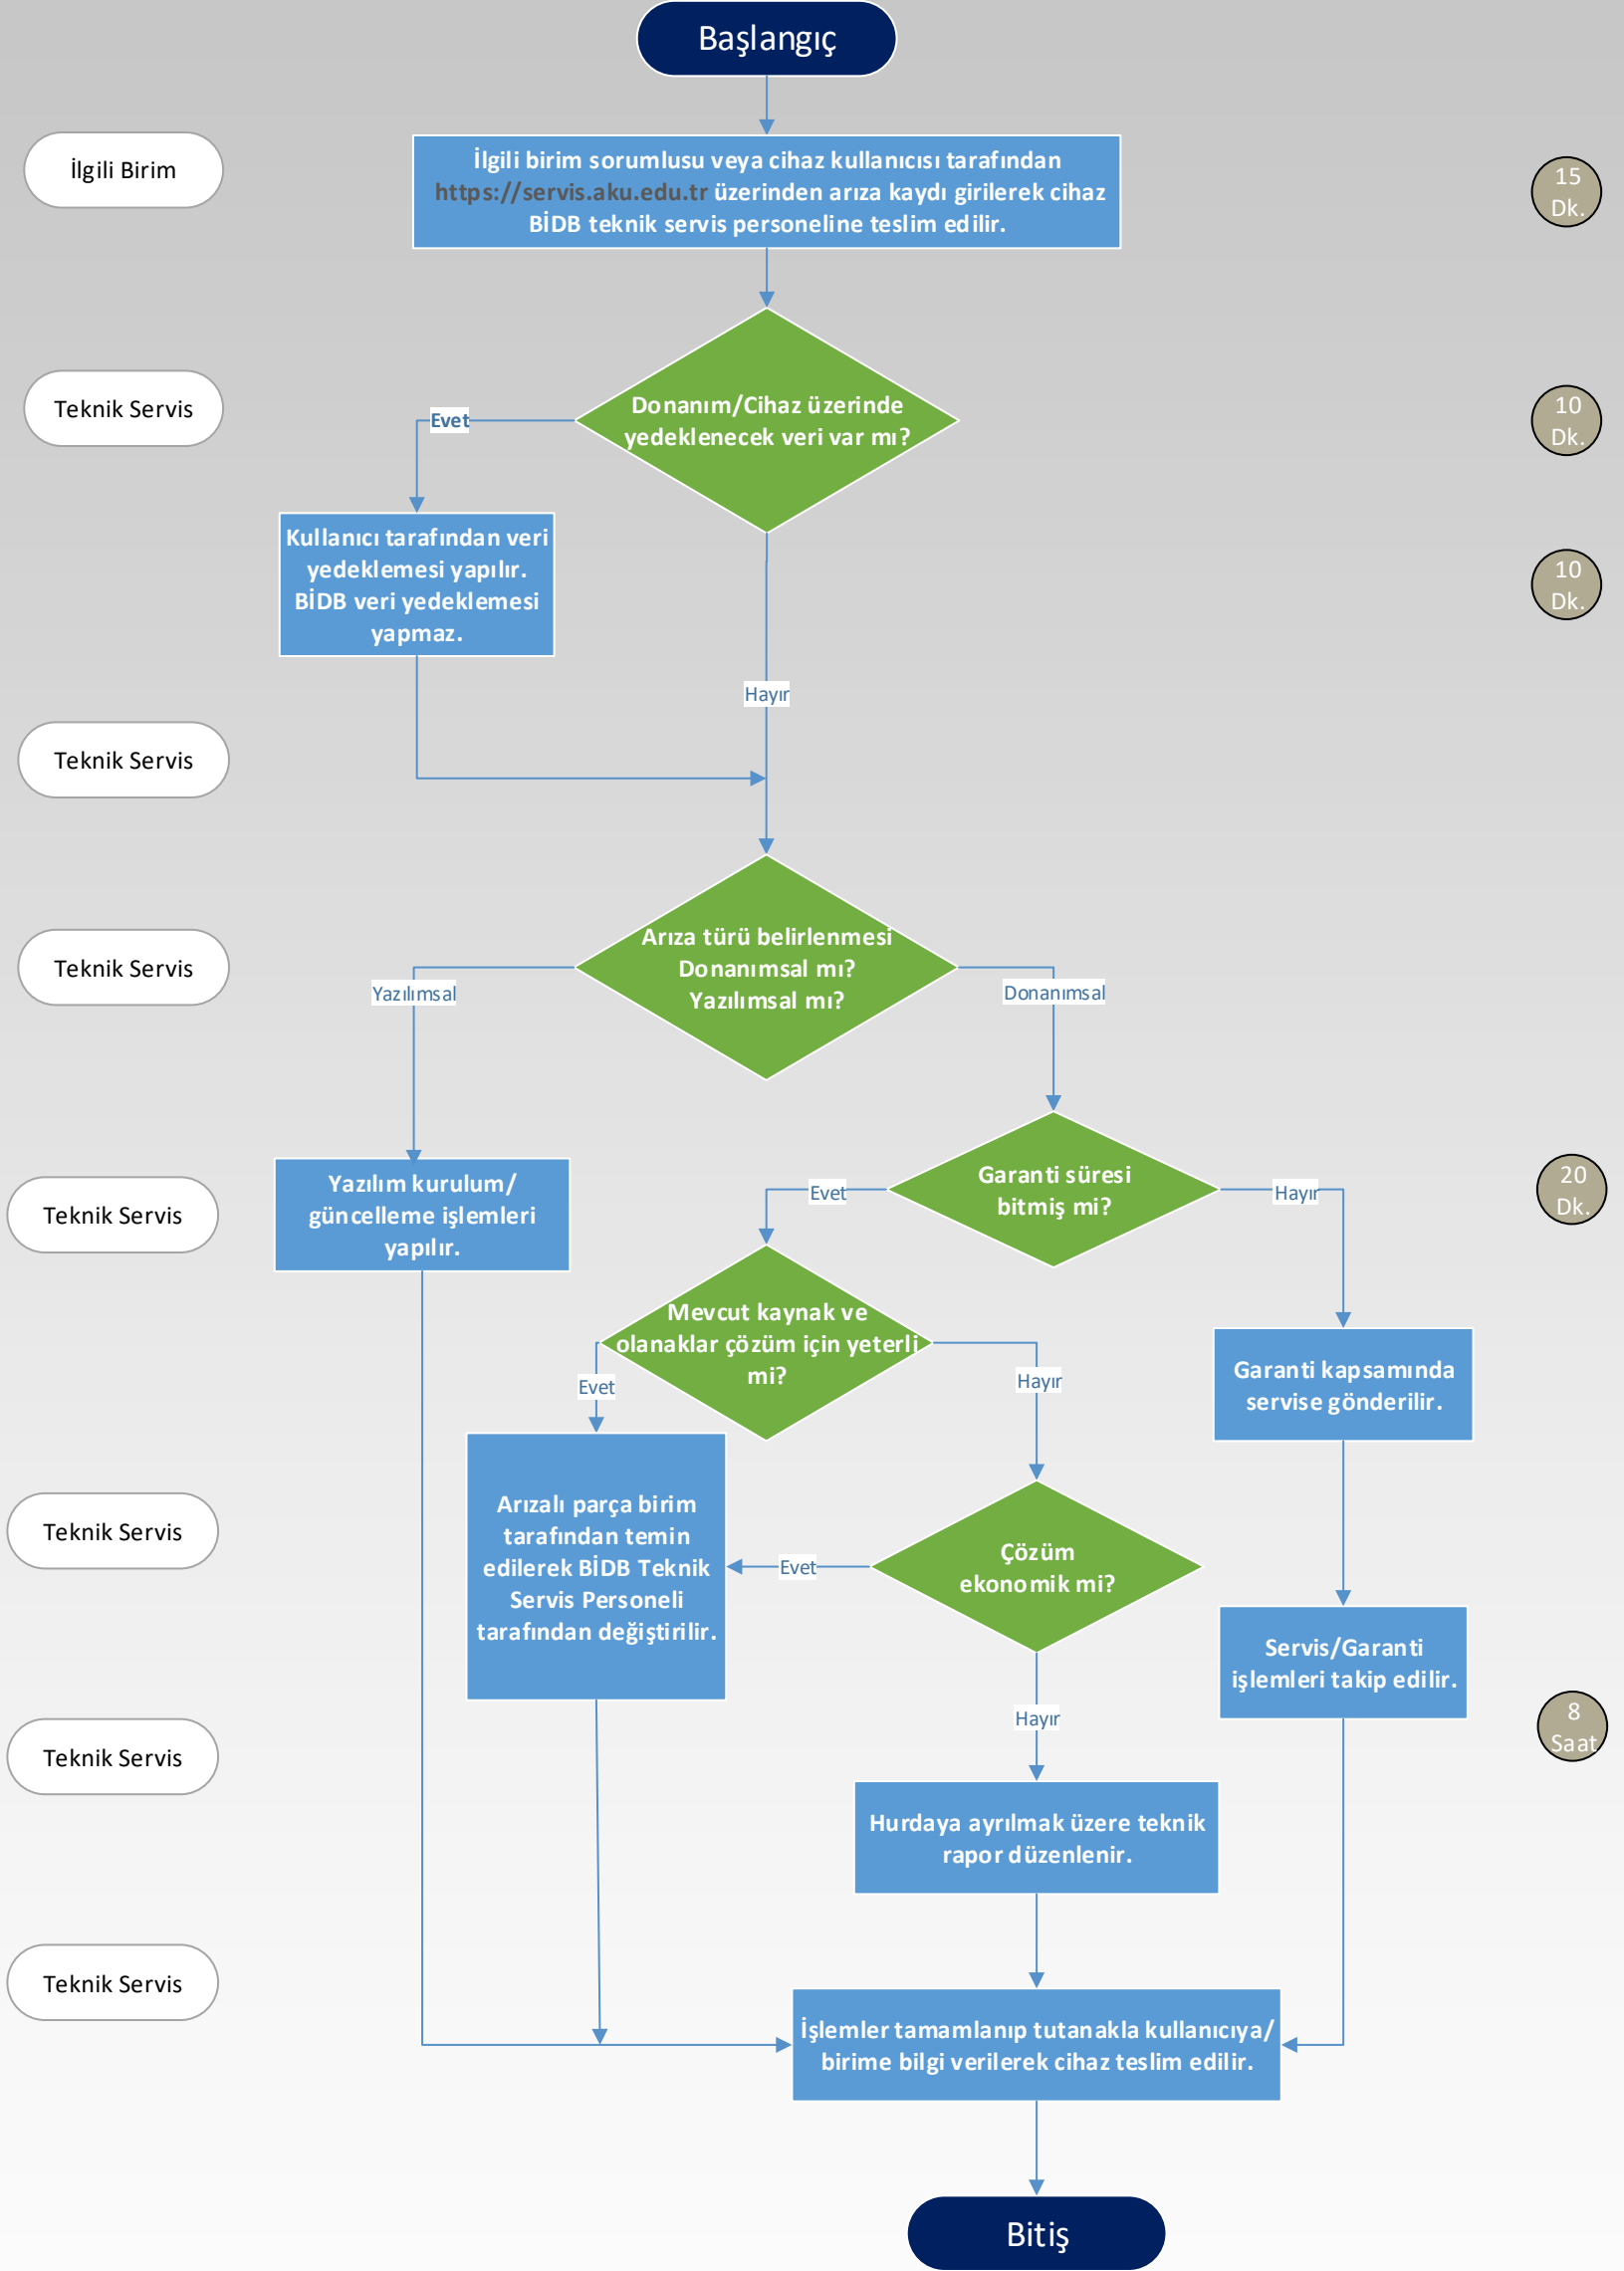 Başlangıç
İlgili Birim
İlgili birim sorumlusu veya cihaz kullanıcısı tarafından
https://servis.aku.edu.tr üzerinden arıza kaydı girilerek cihaz
BİDB teknik servis personeline teslim edilir.
15
Dk.
Teknik Servis
Donanım/Cihaz üzerinde
yedeklenecek veri var mı?
Evet
10
Dk.
Kullanıcı tarafından veri
yedeklemesi yapılır.
BİDB veri yedeklemesi
yapmaz.
10
Dk.
Hayır
Teknik Servis
Teknik Servis
Arıza türü belirlenmesi
Donanımsal mı?
Yazılımsal mı?
Yazılımsal
Donanımsal
Teknik Servis
Yazılım kurulum/
güncelleme işlemleri
yapılır.
Garanti süresi
bitmiş mi?
Evet
Hayır
20
Dk.
Mevcut kaynak ve
olanaklar çözüm için yeterli
mi?
Evet
Hayır
Garanti kapsamında
servise gönderilir.
Teknik Servis
Arızalı parça birim
tarafından temin
edilerek BİDB Teknik
Servis Personeli
tarafından değiştirilir.
Evet
Çözüm
ekonomik mi?
Servis/Garanti
işlemleri takip edilir.
Hayır
8
Saat
Teknik Servis
Hurdaya ayrılmak üzere teknik
rapor düzenlenir.
Teknik Servis
İşlemler tamamlanıp tutanakla kullanıcıya/
birime bilgi verilerek cihaz teslim edilir.
Bitiş